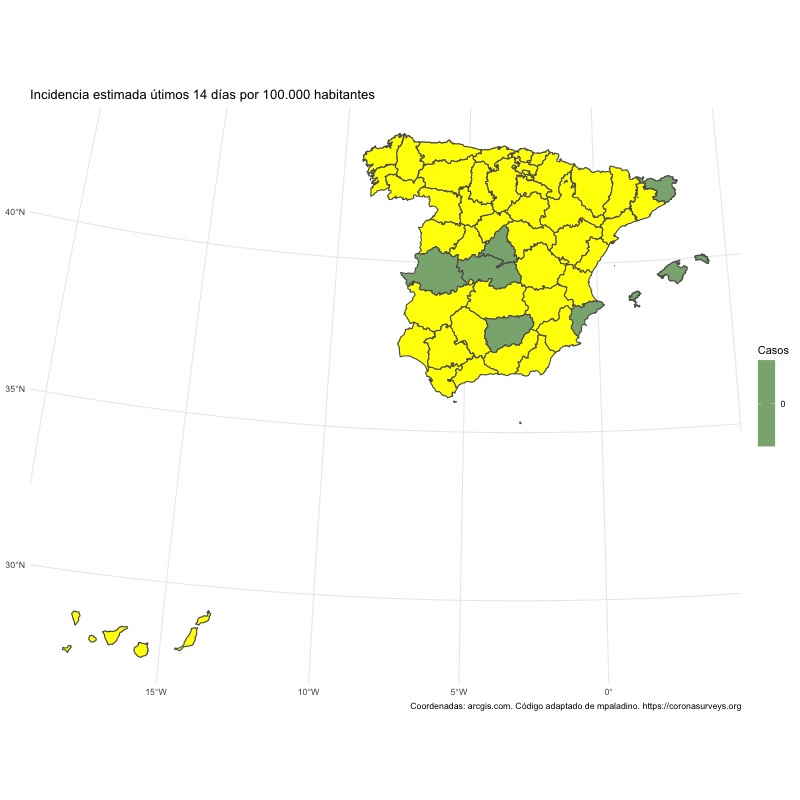 Incidencia estimada útimos 14 días por 100.000 habitantes
40°N
35°N
30°N
15°W
10°W
5°W
0°
Casos
0
Coordenadas: arcgis.com. Código adaptado de mpaladino. https://coronasurveys.org